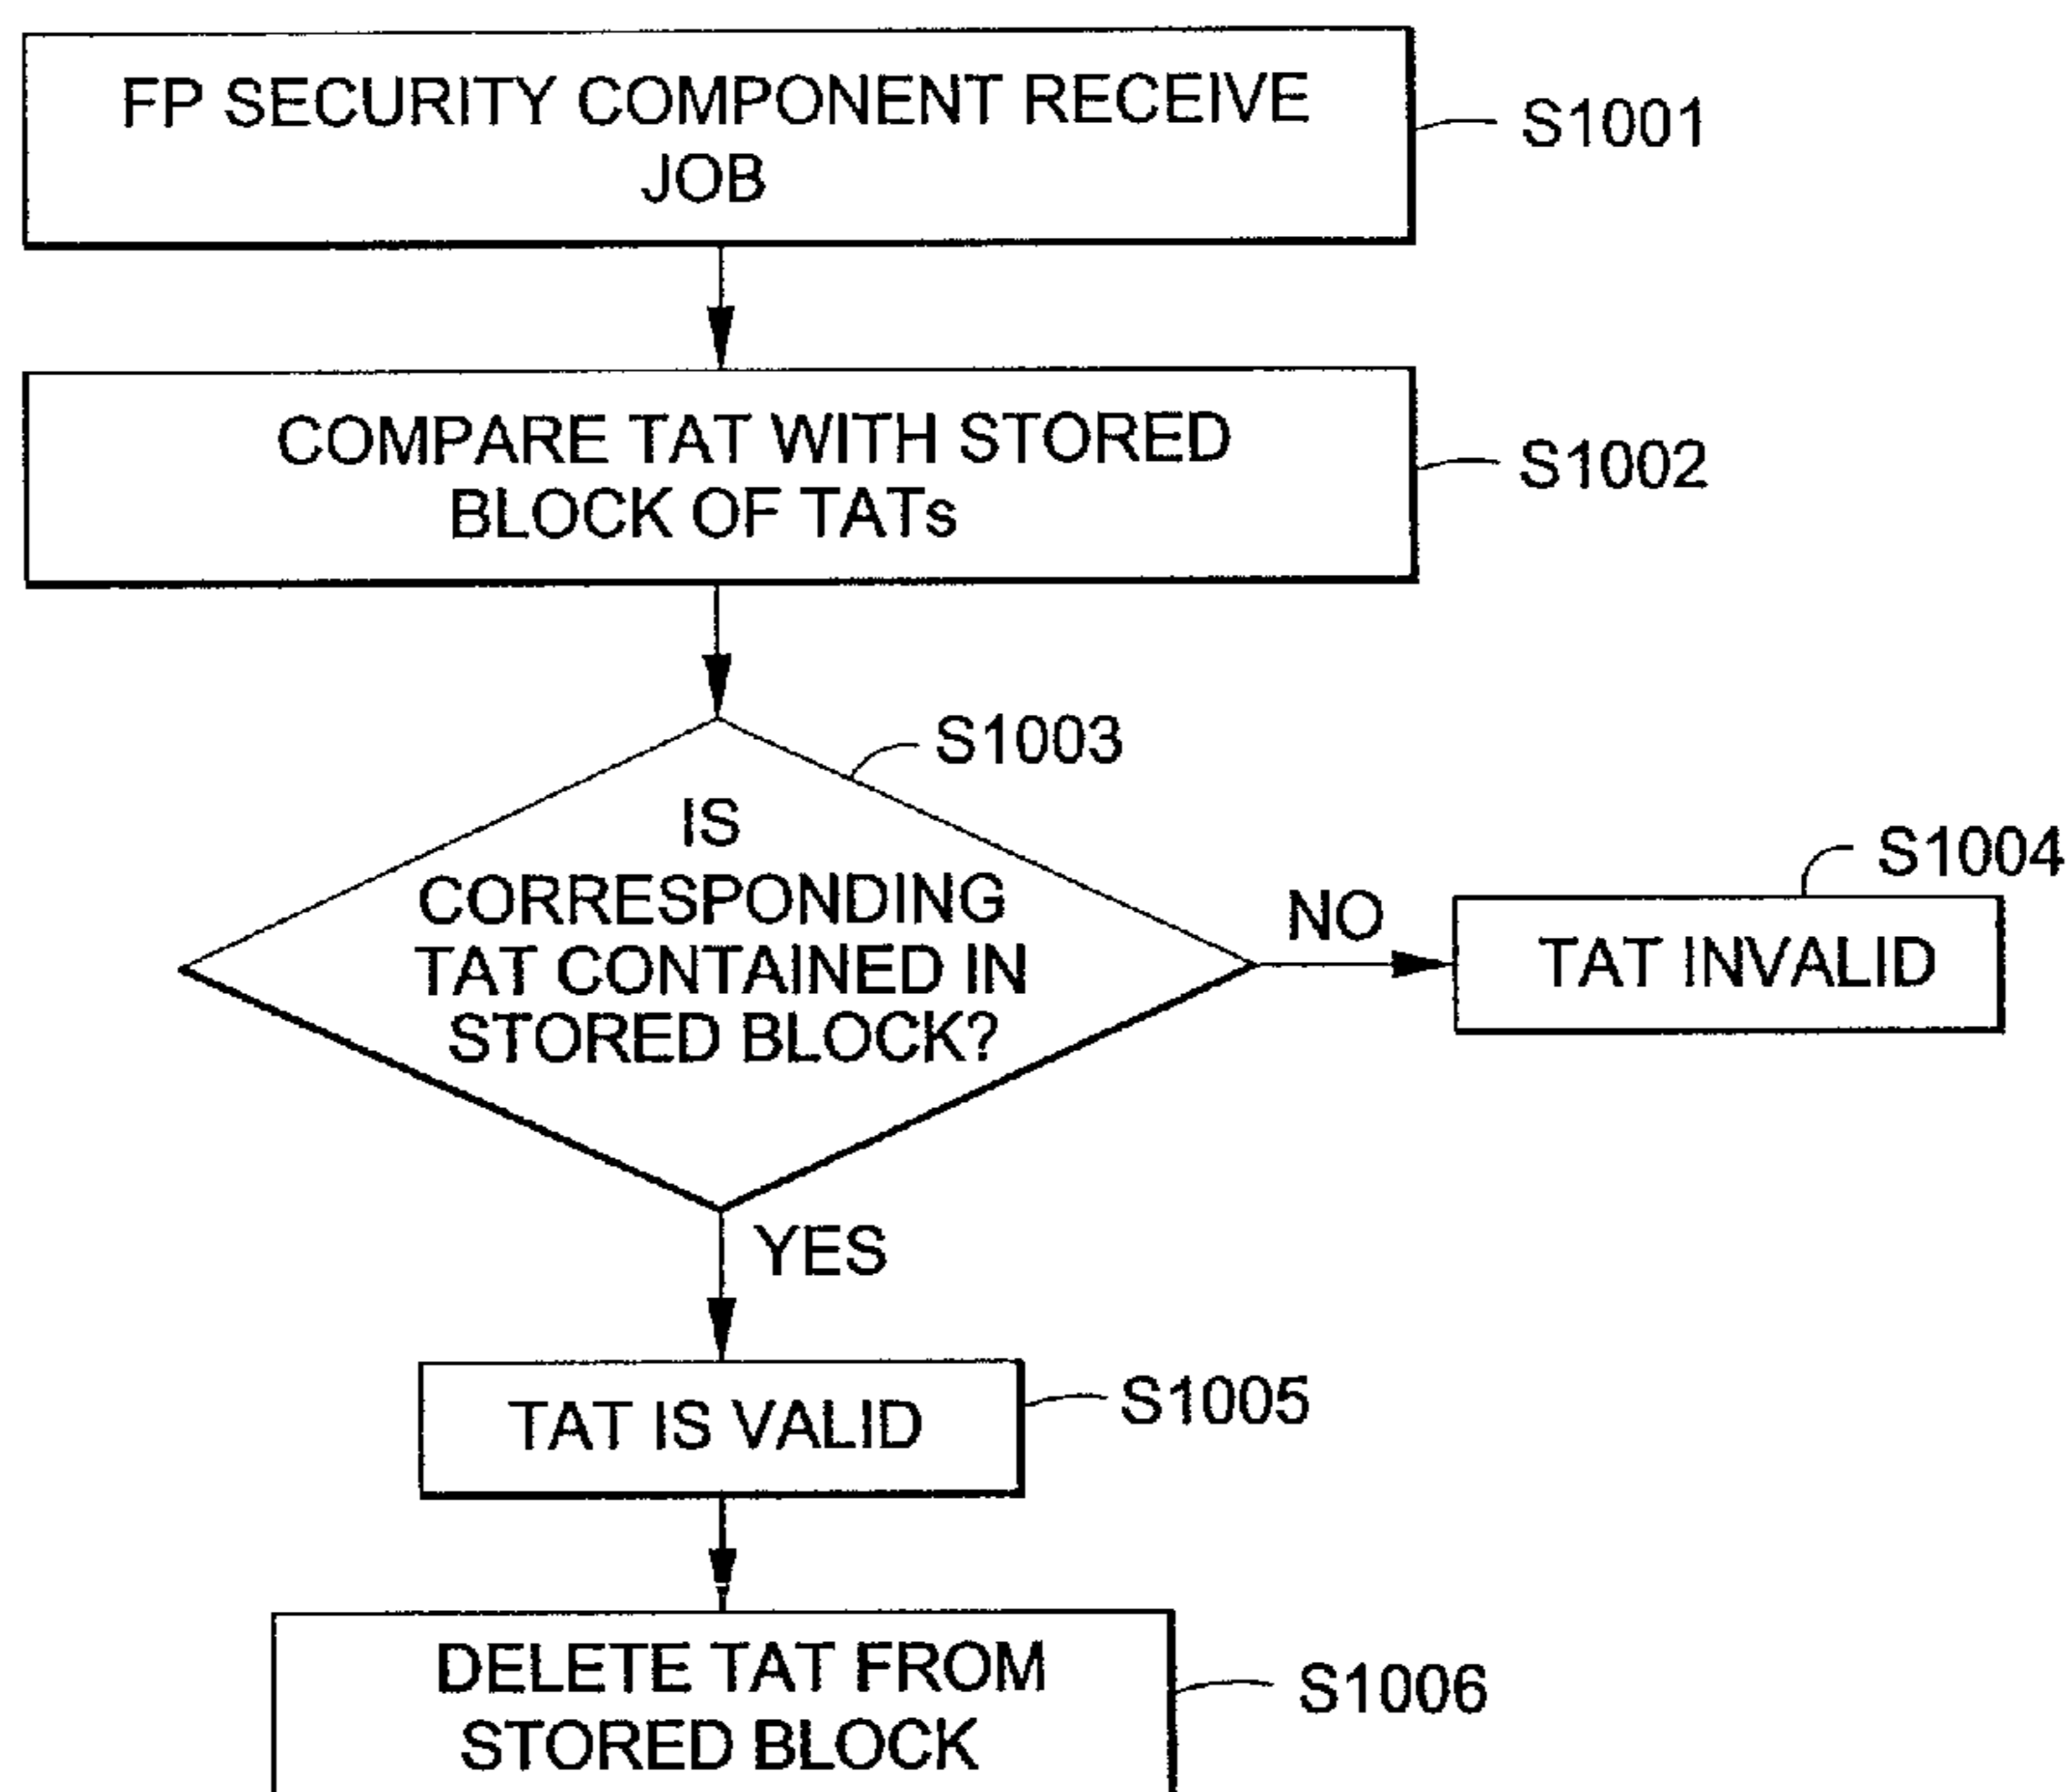 FP SECURITY COMPONENT RECEIVE
JOB
S1001
COMPARE TAT WITH STORED
BLOCK OF TATs
S1002
S1003
IS
CORRESPONDING
TAT CONTAINED IN
STORED BLOCK?
NO
S1004
TAT INVALID
YES
TAT IS VALID
S1005
DELETE TAT FROM
STORED BLOCK
S1006